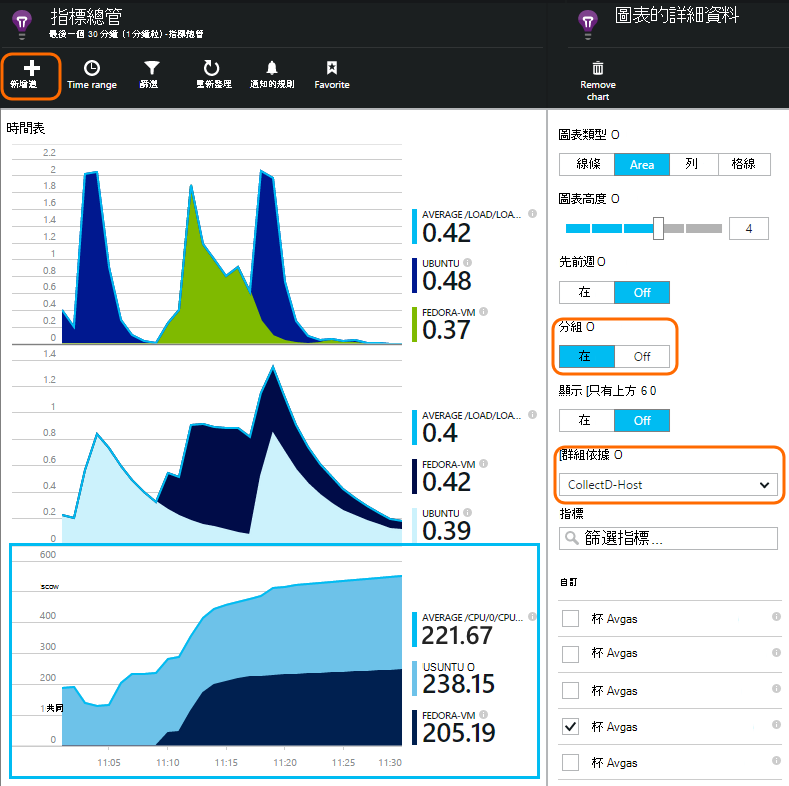 指標總管
最後一個 30 分鐘 (1分鐘粒) -指標總管
新增邀
Time range
篩選
重新整理
通知的規則
Favorite
時間表
2.2
2
1.8
1.6
1.4
1.2
1
0.8
0.6
0.4
0.2
0
AVERAGE /LOAD/LOA...
0.42
UBUNTU
0.48
FEDORA-VM
0.37
1.4
1.2
1
0.8
0.6
0.4
0.2
0
AVERAGE /LOAD/LOA...
0.4
FEDORA-VM
0.42
UBUNTU
0.39
600
scow
400
300
200
1共同
0
11:05
11:10
11:15
11:20
11:25
11:30
AVERAGE /CPU/0/CPU...
221.67
USUNTU O
238.15
FEDORA-VM
205.19
圖表的詳細資料
Remove
chart
圖表類型 O
線條
Area
列
格線
圖表高度 O
4
先前週 O
在
Off
分組 O
在
Off
顯示 [只有上方 6 0
在
Off
[群組依據 O
CollectD-Host
指標
篩選指標...
自訂
杯 Avgas
杯 Avgas
杯 Avgas
杯 Avgas
杯 Avgas